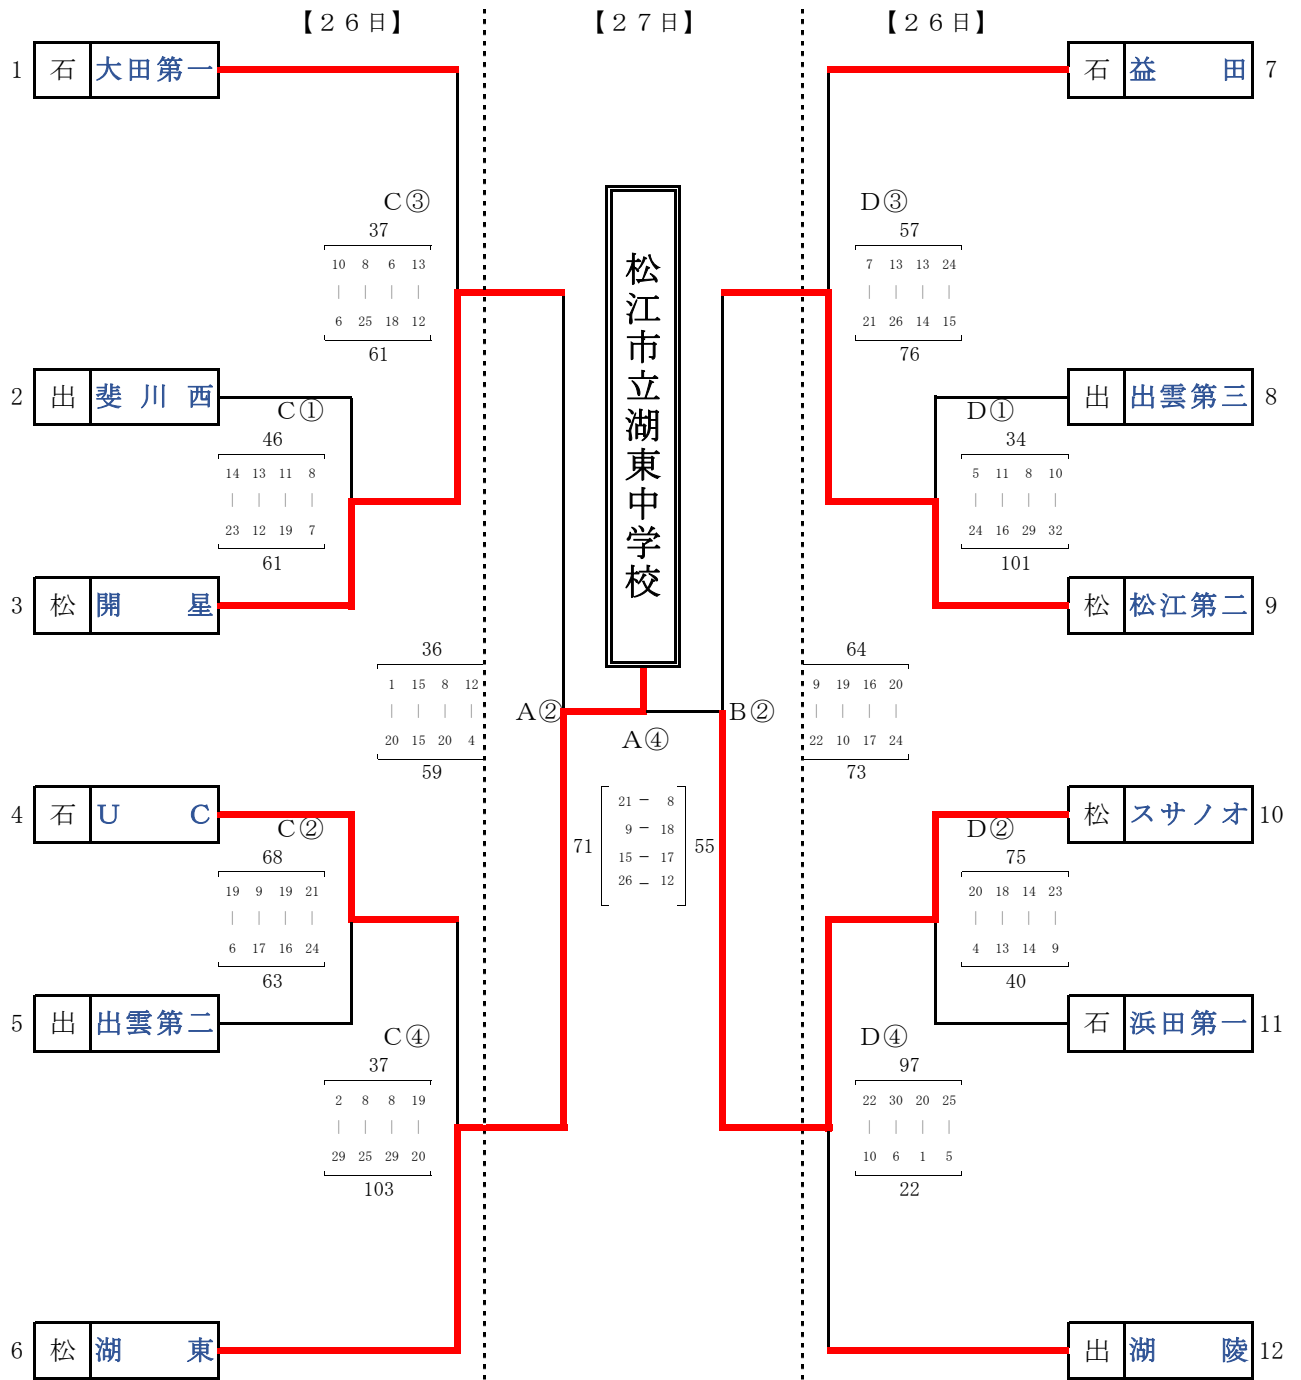 【２６日】 【２７日】 【２６日】
1 石 大田第一
石 益田 7
C③
37
10 8 6 13
| | | |
6 25 18 12
61
D③
57
7 13 13 24
| | | |
21 26 14 15
76
松江市立湖東中学校
2 出 斐川西
出 出雲第三 8
C①
46
14 13 11 8
| | | |
23 12 19 7
61
D①
34
5 11 8 10
| | | |
24 16 29 32
101
3 松 開星
松 松江第二 9
36
1 15 8 12
| | | |
20 15 20 4
59
A②
A④
B②
64
9 19 16 20
| | | |
22 10 17 24
73
71
21 － 8
9 － 18
15 － 17
26 － 12
55
4 石 ＵＣ
松 スサノオ 10
C②
68
19 9 19 21
| | | |
6 17 16 24
63
D②
75
20 18 14 23
| | | |
4 13 14 9
40
5 出 出雲第二
石 浜田第一 11
C④
37
2 8 8 19
| | | |
29 25 29 20
103
D④
97
22 30 20 25
| | | |
10 6 1 5
22
6 松 湖東
出 湖陵 12